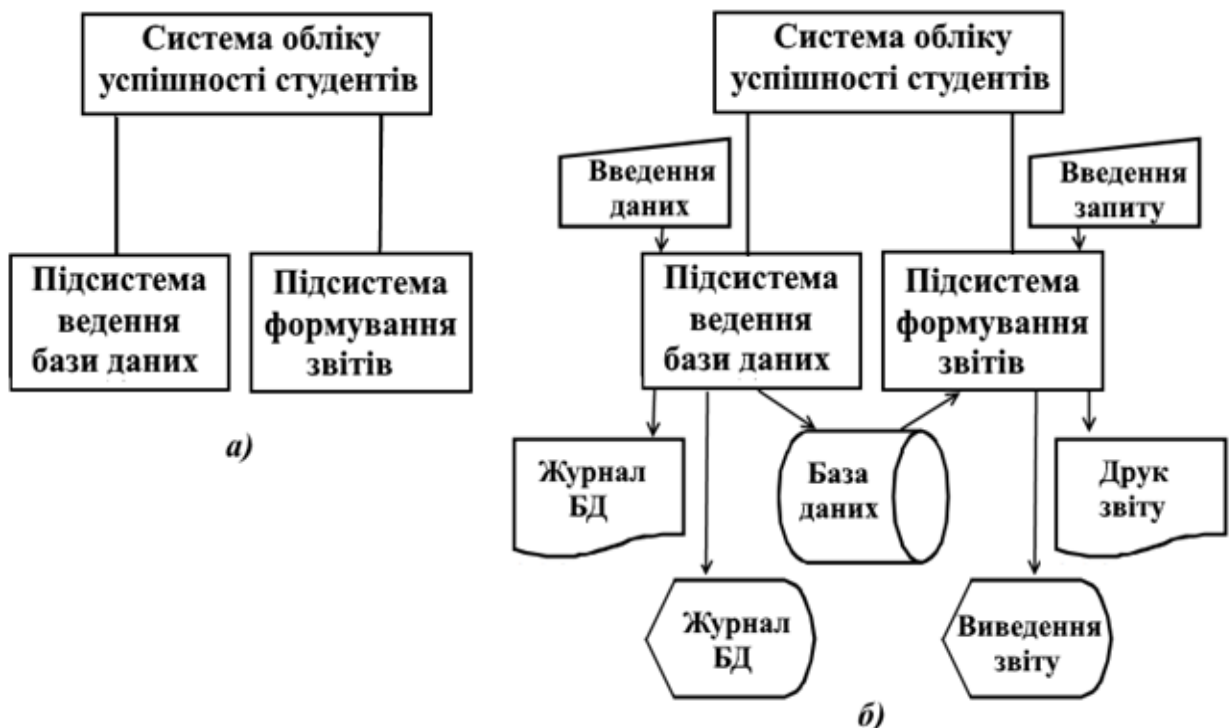 Система обліку
успішності студентів
Підсистема
ведення
бази даних
Підсистема
формування
звітів
а)
Система обліку
успішності студентів
Введення
даних
Введення
запиту
Підсистема
ведення
бази даних
Підсистема
формування
звітів
Журнал
БД
База
даних
Друк
звіту
Журнал
БД
Виведення
звіту
б)